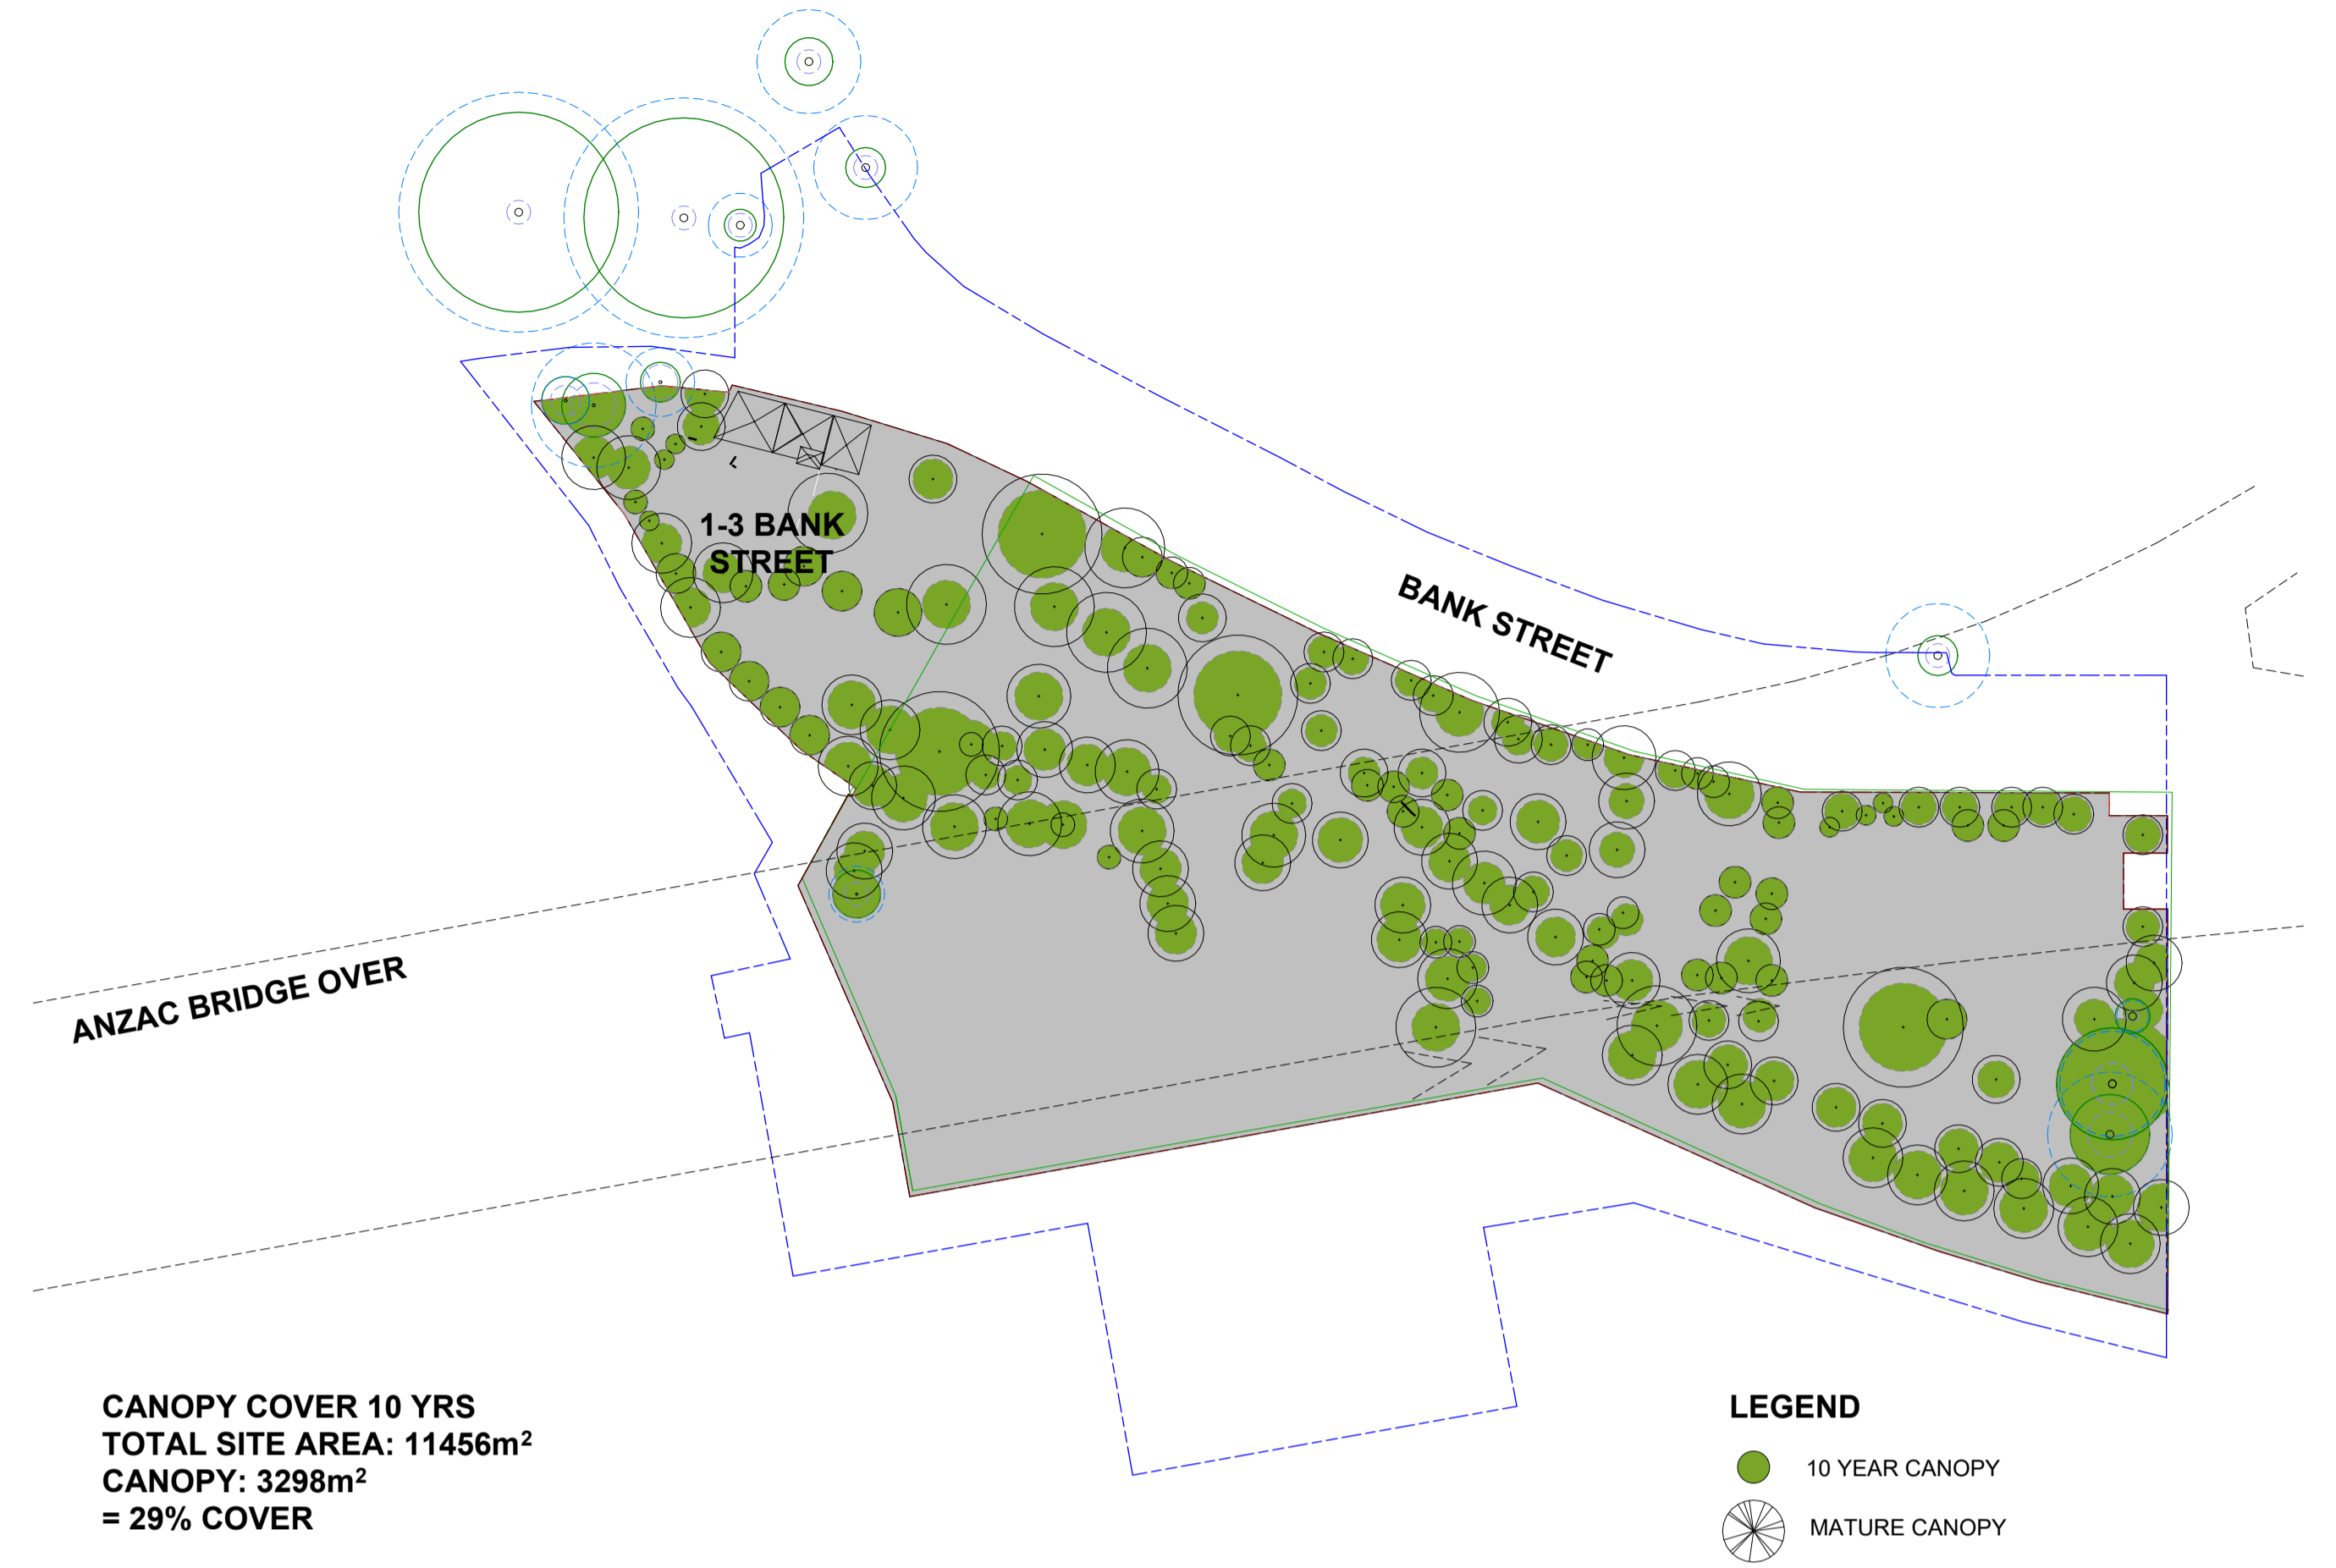 1-3 BANK
STREET
BANK STREET
ANZAC BRIDGE OVER
CANOPY COVER 10 YRS
TOTAL SITE AREA: 11456m²
CANOPY: 3298m²
= 29% COVER
LEGEND
10 YEAR CANOPY
MATURE CANOPY